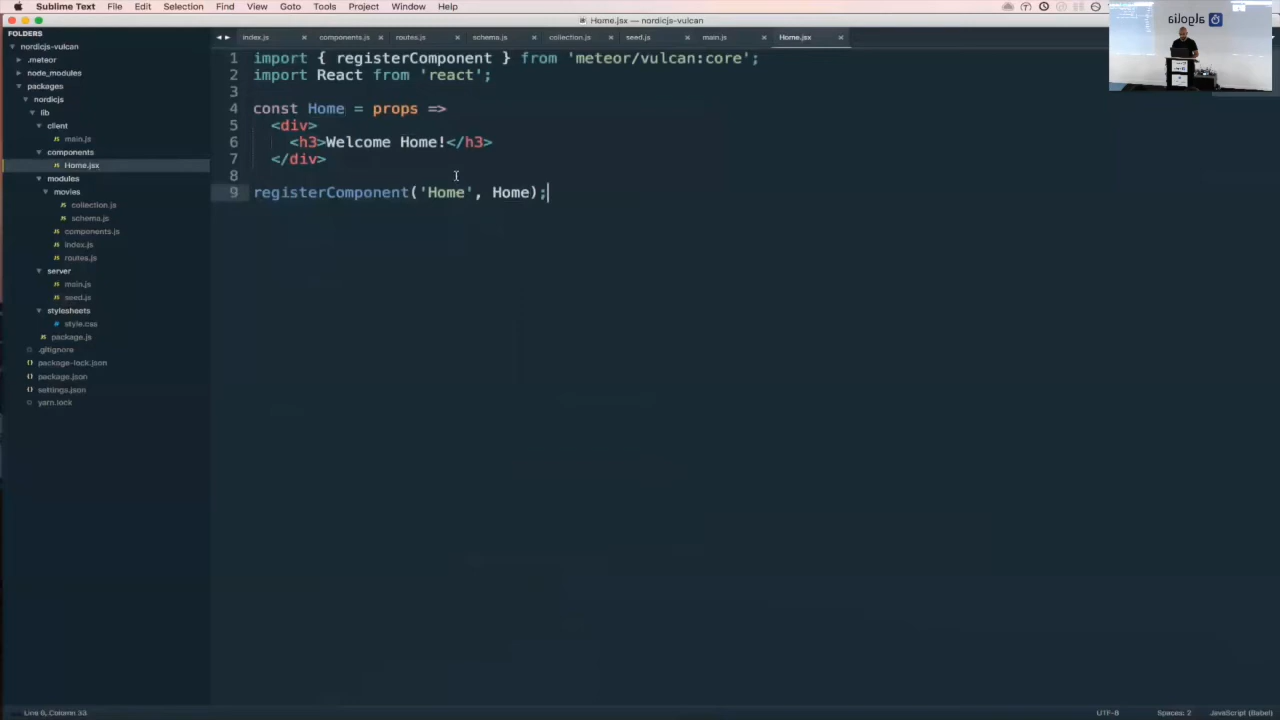 Sublime Text File Edit Selection Find View Goto Tools Project Window Help
Home.jsx — nordicjs-vulcan
algolia
FOLDERS
nordicjs-vulcan
.meteor
node_modules
packages
nordicjs
lib
client
main.js
components
Home.jsx
modules
movies
collection.js
schema.js
components.js
index.js
routes.js
server
main.js
seed.js
stylesheets
style.css
package.js
.gitignore
package-lock.json
package.json
settings.json
yarn.lock
index.js components.js routes.js schema.js collection.js seed.js main.js Home.jsx
1 import { registerComponent } from 'meteor/vulcan:core';
2 import React from 'react';
3
4 const Home = props =>
5 <div>
6 <h3>Welcome Home!</h3>
7 </div>
8
9 registerComponent('Home', Home);
Line 9, Column 33
UTF-8 Spaces: 2 JavaScript (Babel)